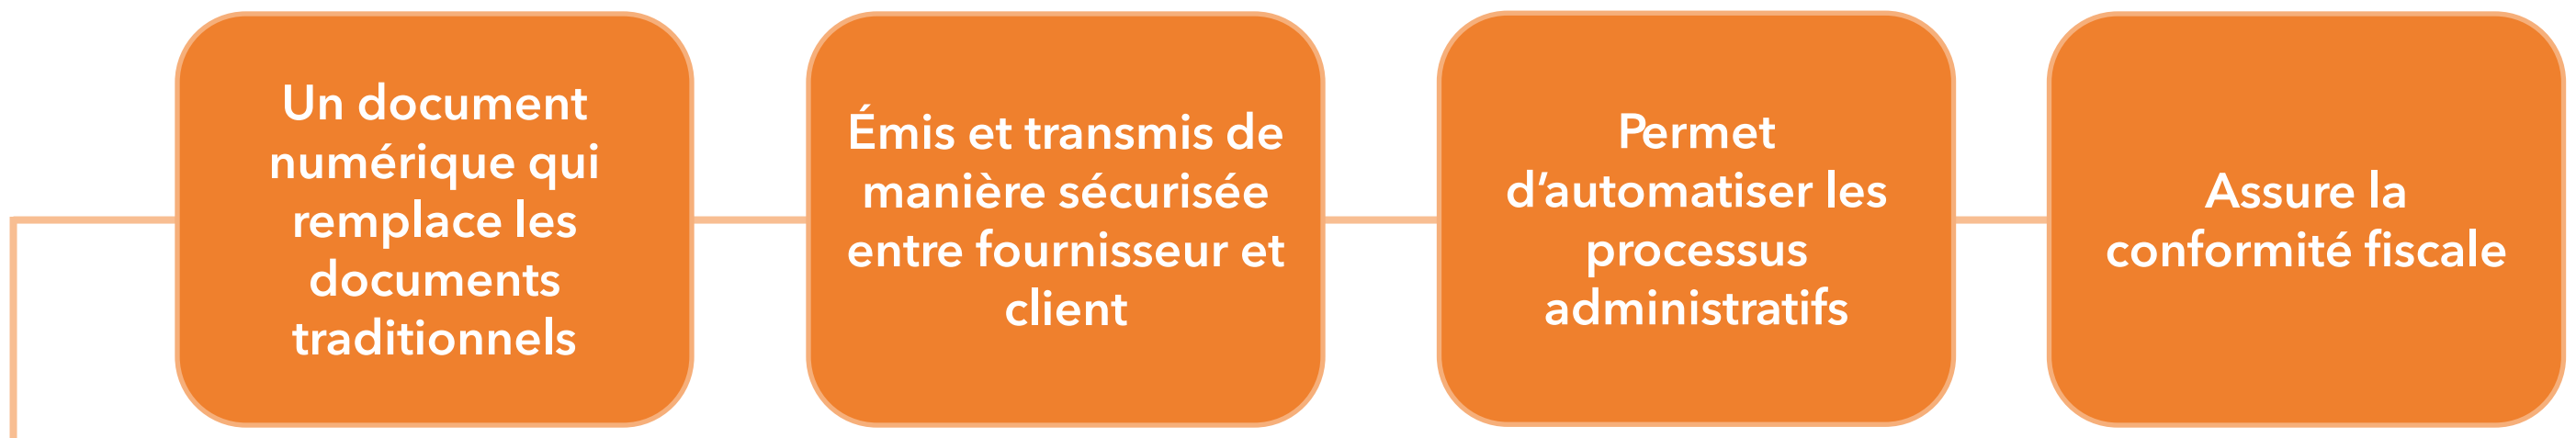 Un document
numérique qui
remplace les
documents
traditionnels
Émis et transmis de
manière sécurisée
entre fournisseur et
client
Permet
d’automatiser les
processus
administratifs
Assure la
conformité fiscale